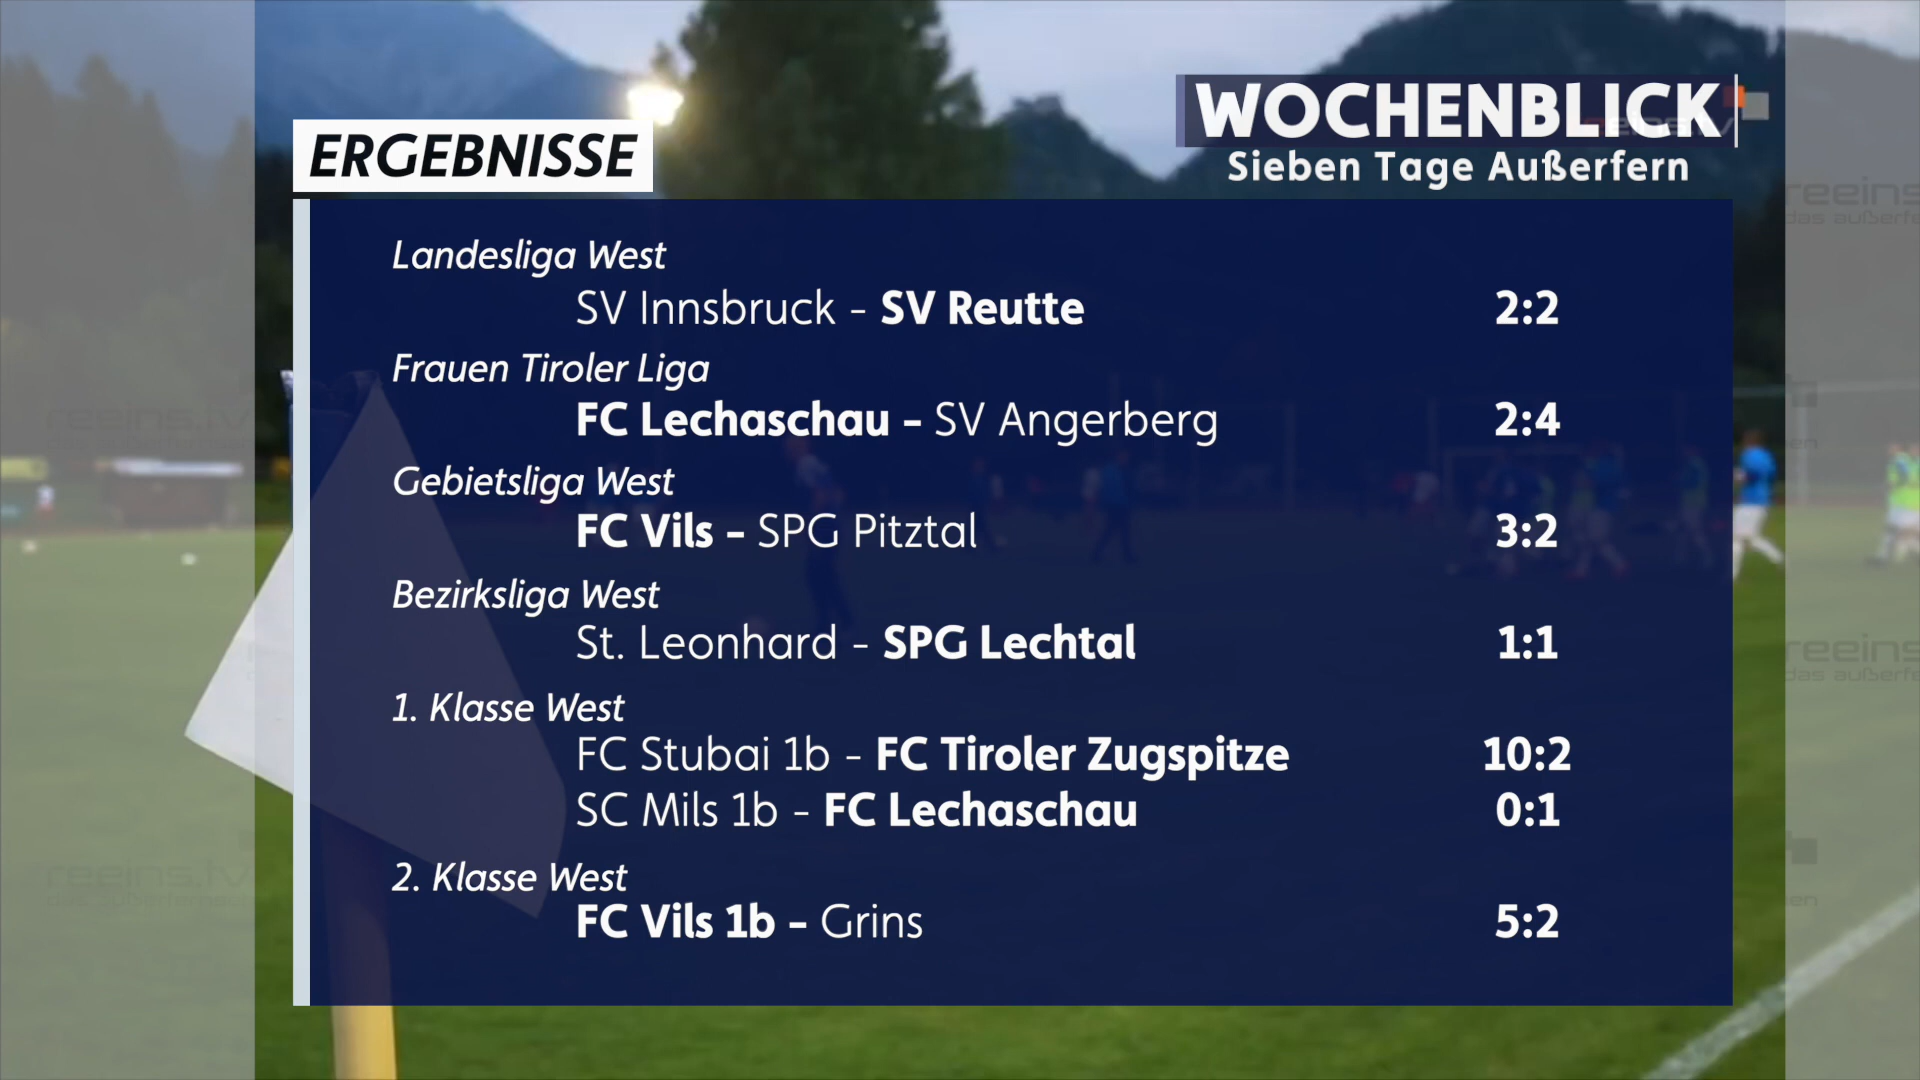 WOCHENBLICK
Sieben Tage Außerfern
ERGEBNISSE
Landesliga West
SV Innsbruck - SV Reutte 2:2
Frauen Tiroler Liga
FC Lechaschau – SV Angerberg 2:4
Gebietsliga West
FC Vils – SPG Pitztal 3:2
Bezirksliga West
St. Leonhard - SPG Lechtal 1:1
1. Klasse West
FC Stubai 1b - FC Tiroler Zugspitze 10:2
SC Mils 1b - FC Lechaschau 0:1
2. Klasse West
FC Vils 1b – Grins 5:2
reeins.tv